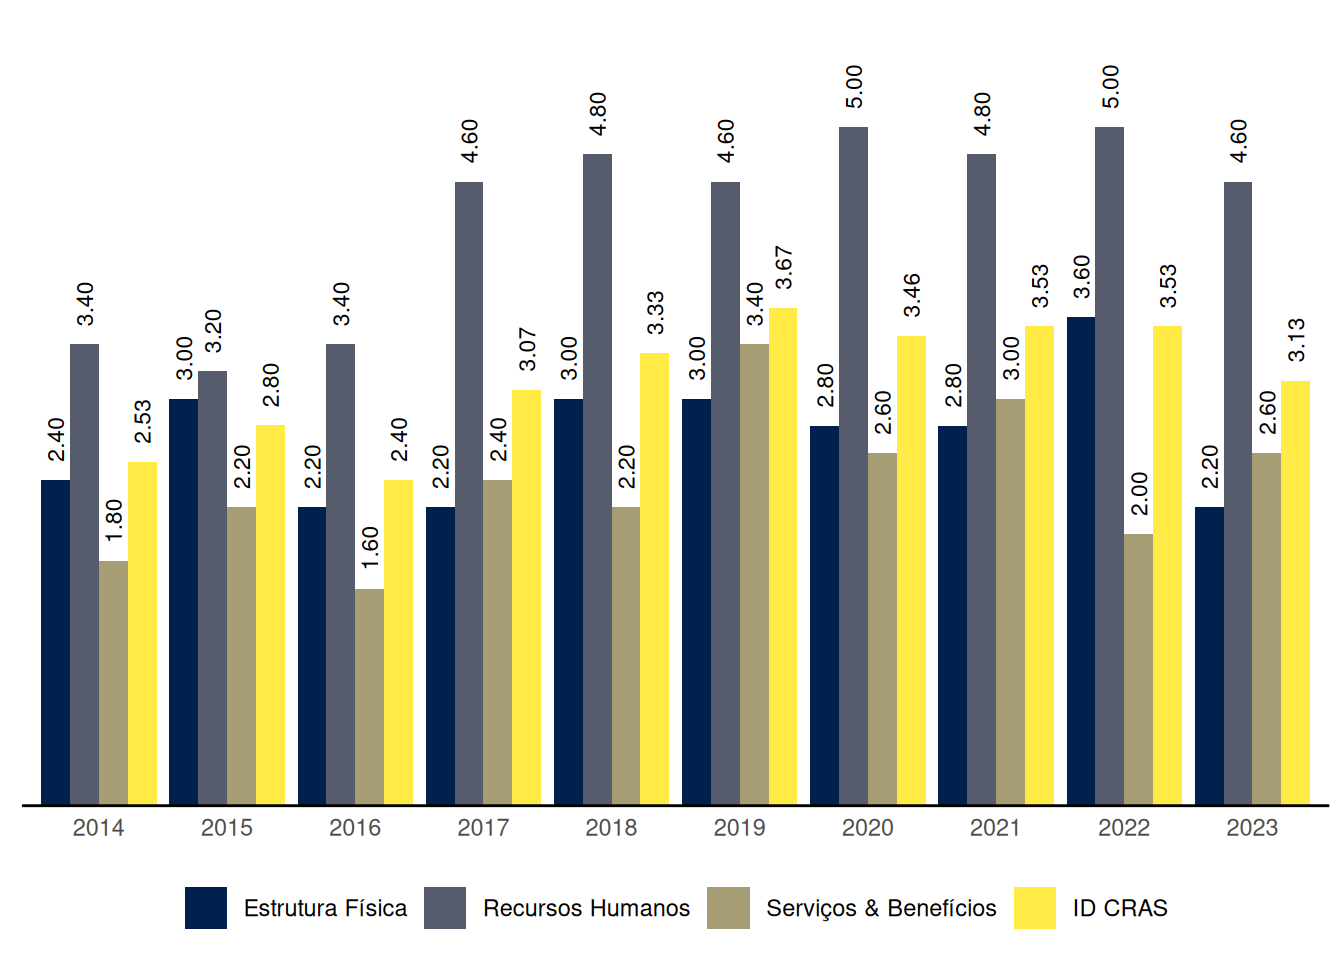 2.40 3.40 1.80 2.53
3.00 3.20 2.20 2.80
2.20 3.40 1.60 2.40
2.20 4.60 2.40 3.07
3.00 4.80 2.20 3.33
3.00 4.60 3.40 3.67
2.80 5.00 2.60 3.46
2.80 4.80 3.00 3.53
3.60 5.00 2.00 3.53
2.20 4.60 2.60 3.13
2014 2015 2016 2017 2018 2019 2020 2021 2022 2023
Estrutura Física Recursos Humanos Serviços & Benefícios ID CRAS